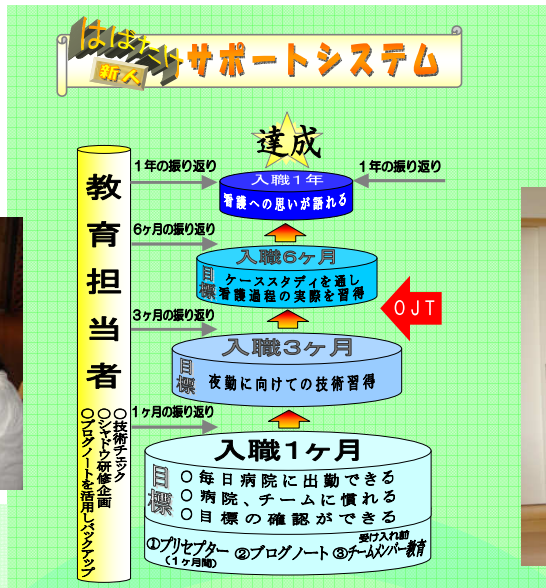 はばたけ
新人
サポートシステム
達成
1年の振り返り
1年の振り返り
入職1年
看護への思いが語れる
教育担当者
○技術チェック
○シャドウ研修企画
○プログノートを活用しバックアップ
6ヶ月の振り返り
入職6ヶ月
目標
ケーススタディを通し
看護過程の実際を習得
OJT
3ヶ月の振り返り
入職3ヶ月
目標
夜勤に向けての技術習得
1ヶ月の振り返り
入職1ヶ月
目標
○毎日病院に出勤できる
○病院、チームに慣れる
○目標の確認ができる
①プリセプター ②プログノート ③チームメンバー教育
(1ヶ月間)
受け入れ前